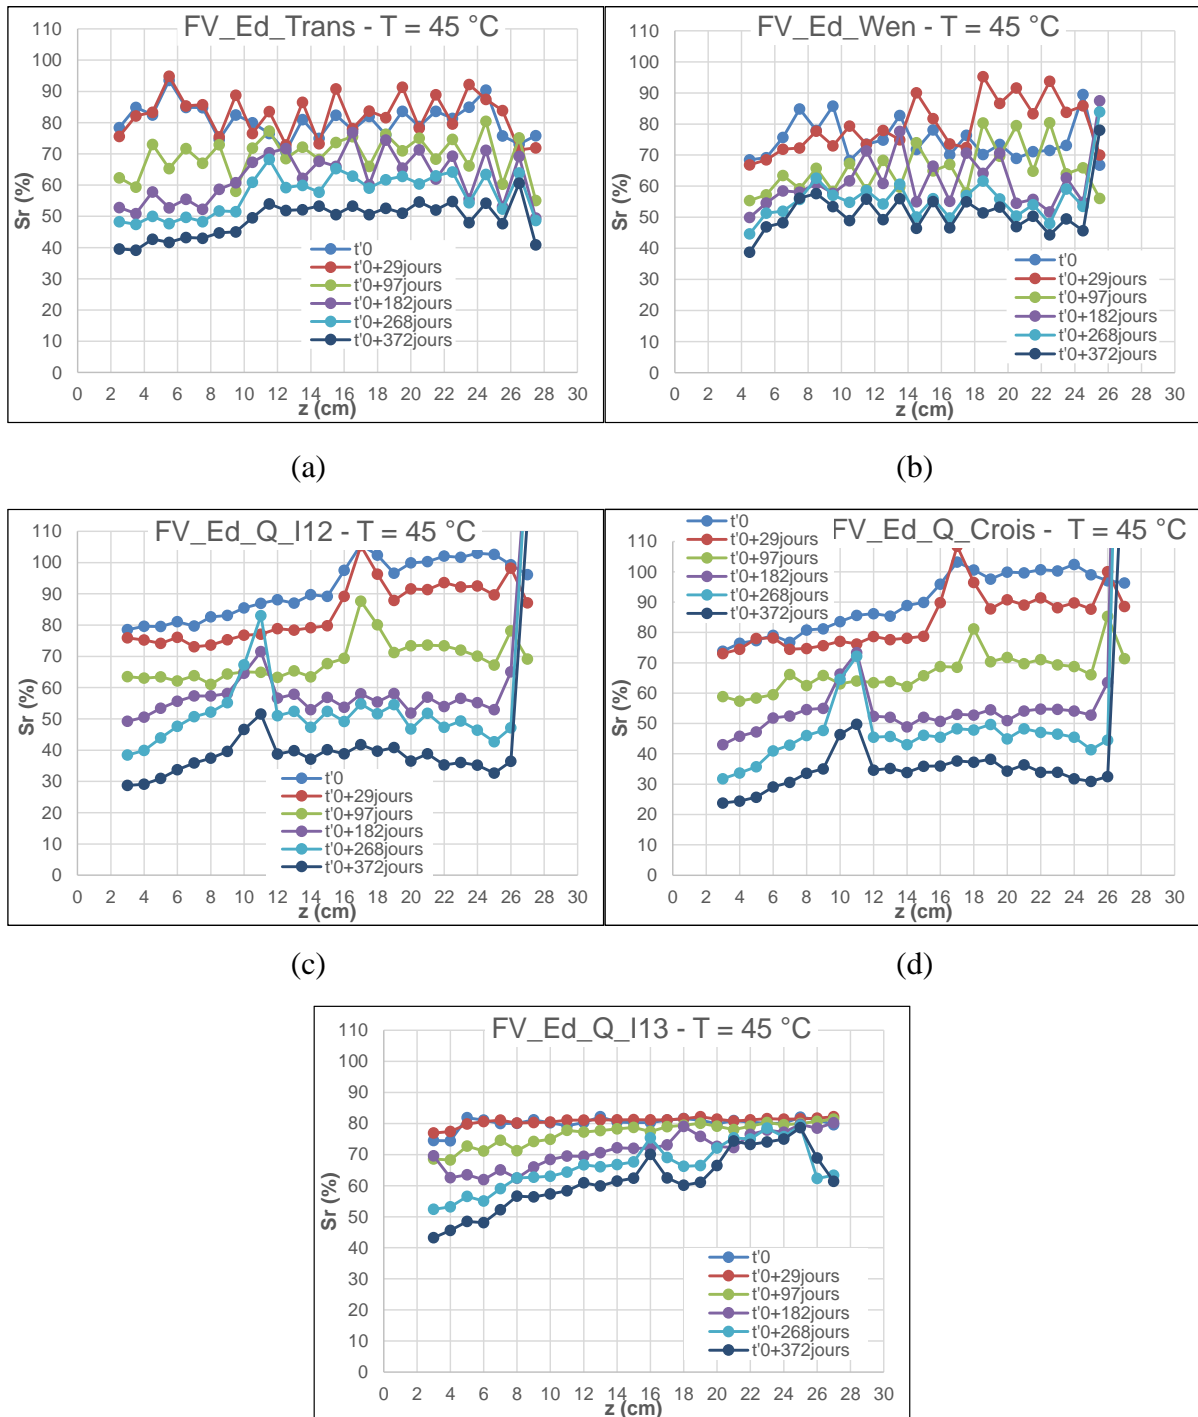 FV_Ed_Trans - T = 45 °C
110
100
90
80
70
60
50
40
30
20
10
0
Sr (%)
t'0
t'0+29jours
t'0+97jours
t'0+182jours
t'0+268jours
t'0+372jours
0 2 4 6 8 10 12 14 16 18 20 22 24 26 28 30
z (cm)
(a)
FV_Ed_Wen - T = 45 °C
110
100
90
80
70
60
50
40
30
20
10
0
Sr (%)
t'0
t'0+29jours
t'0+97jours
t'0+182jours
t'0+268jours
t'0+372jours
0 2 4 6 8 10 12 14 16 18 20 22 24 26 28 30
z (cm)
(b)
FV_Ed_Q_I12 - T = 45 °C
110
100
90
80
70
60
50
40
30
20
10
0
Sr (%)
t'0
t'0+29jours
t'0+97jours
t'0+182jours
t'0+268jours
t'0+372jours
0 2 4 6 8 10 12 14 16 18 20 22 24 26 28 30
z (cm)
(c)
FV_Ed_Q_Crois - T = 45 °C
110
100
90
80
70
60
50
40
30
20
10
0
Sr (%)
t'0
t'0+29jours
t'0+97jours
t'0+182jours
t'0+268jours
t'0+372jours
0 2 4 6 8 10 12 14 16 18 20 22 24 26 28 30
z (cm)
(d)
FV_Ed_Q_I13 - T = 45 °C
110
100
90
80
70
60
50
40
30
20
10
0
Sr (%)
t'0
t'0+29jours
t'0+97jours
t'0+182jours
t'0+268jours
t'0+372jours
0 2 4 6 8 10 12 14 16 18 20 22 24 26 28 30
z (cm)